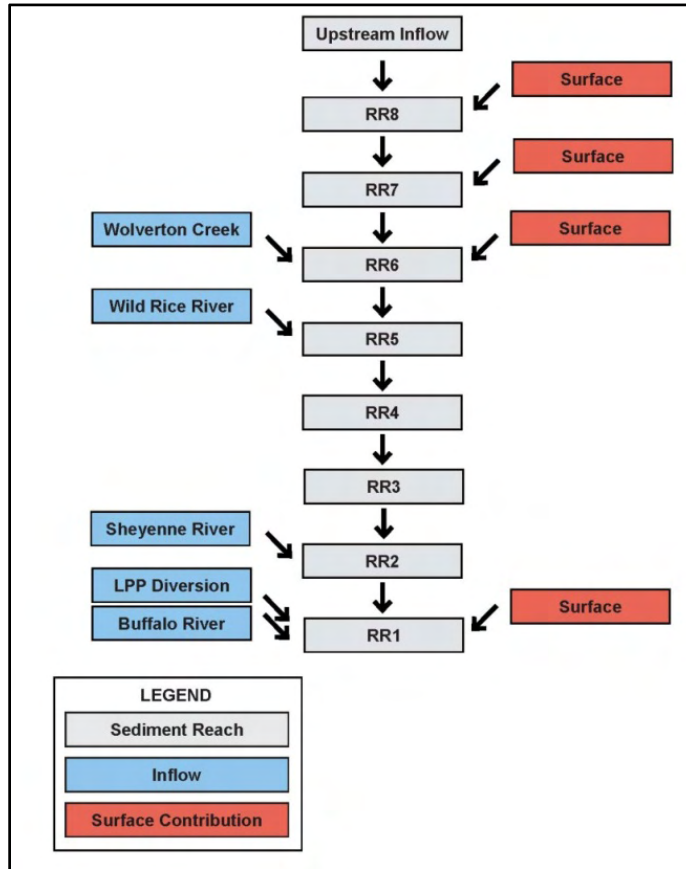 Upstream Inflow
Surface
RR8
Surface
RR7
Wolverton Creek
Surface
RR6
Wild Rice River
RR5
RR4
RR3
Sheyenne River
RR2
LPP Diversion
Surface
Buffalo River
RR1
LEGEND
Sediment Reach
Inflow
Surface Contribution